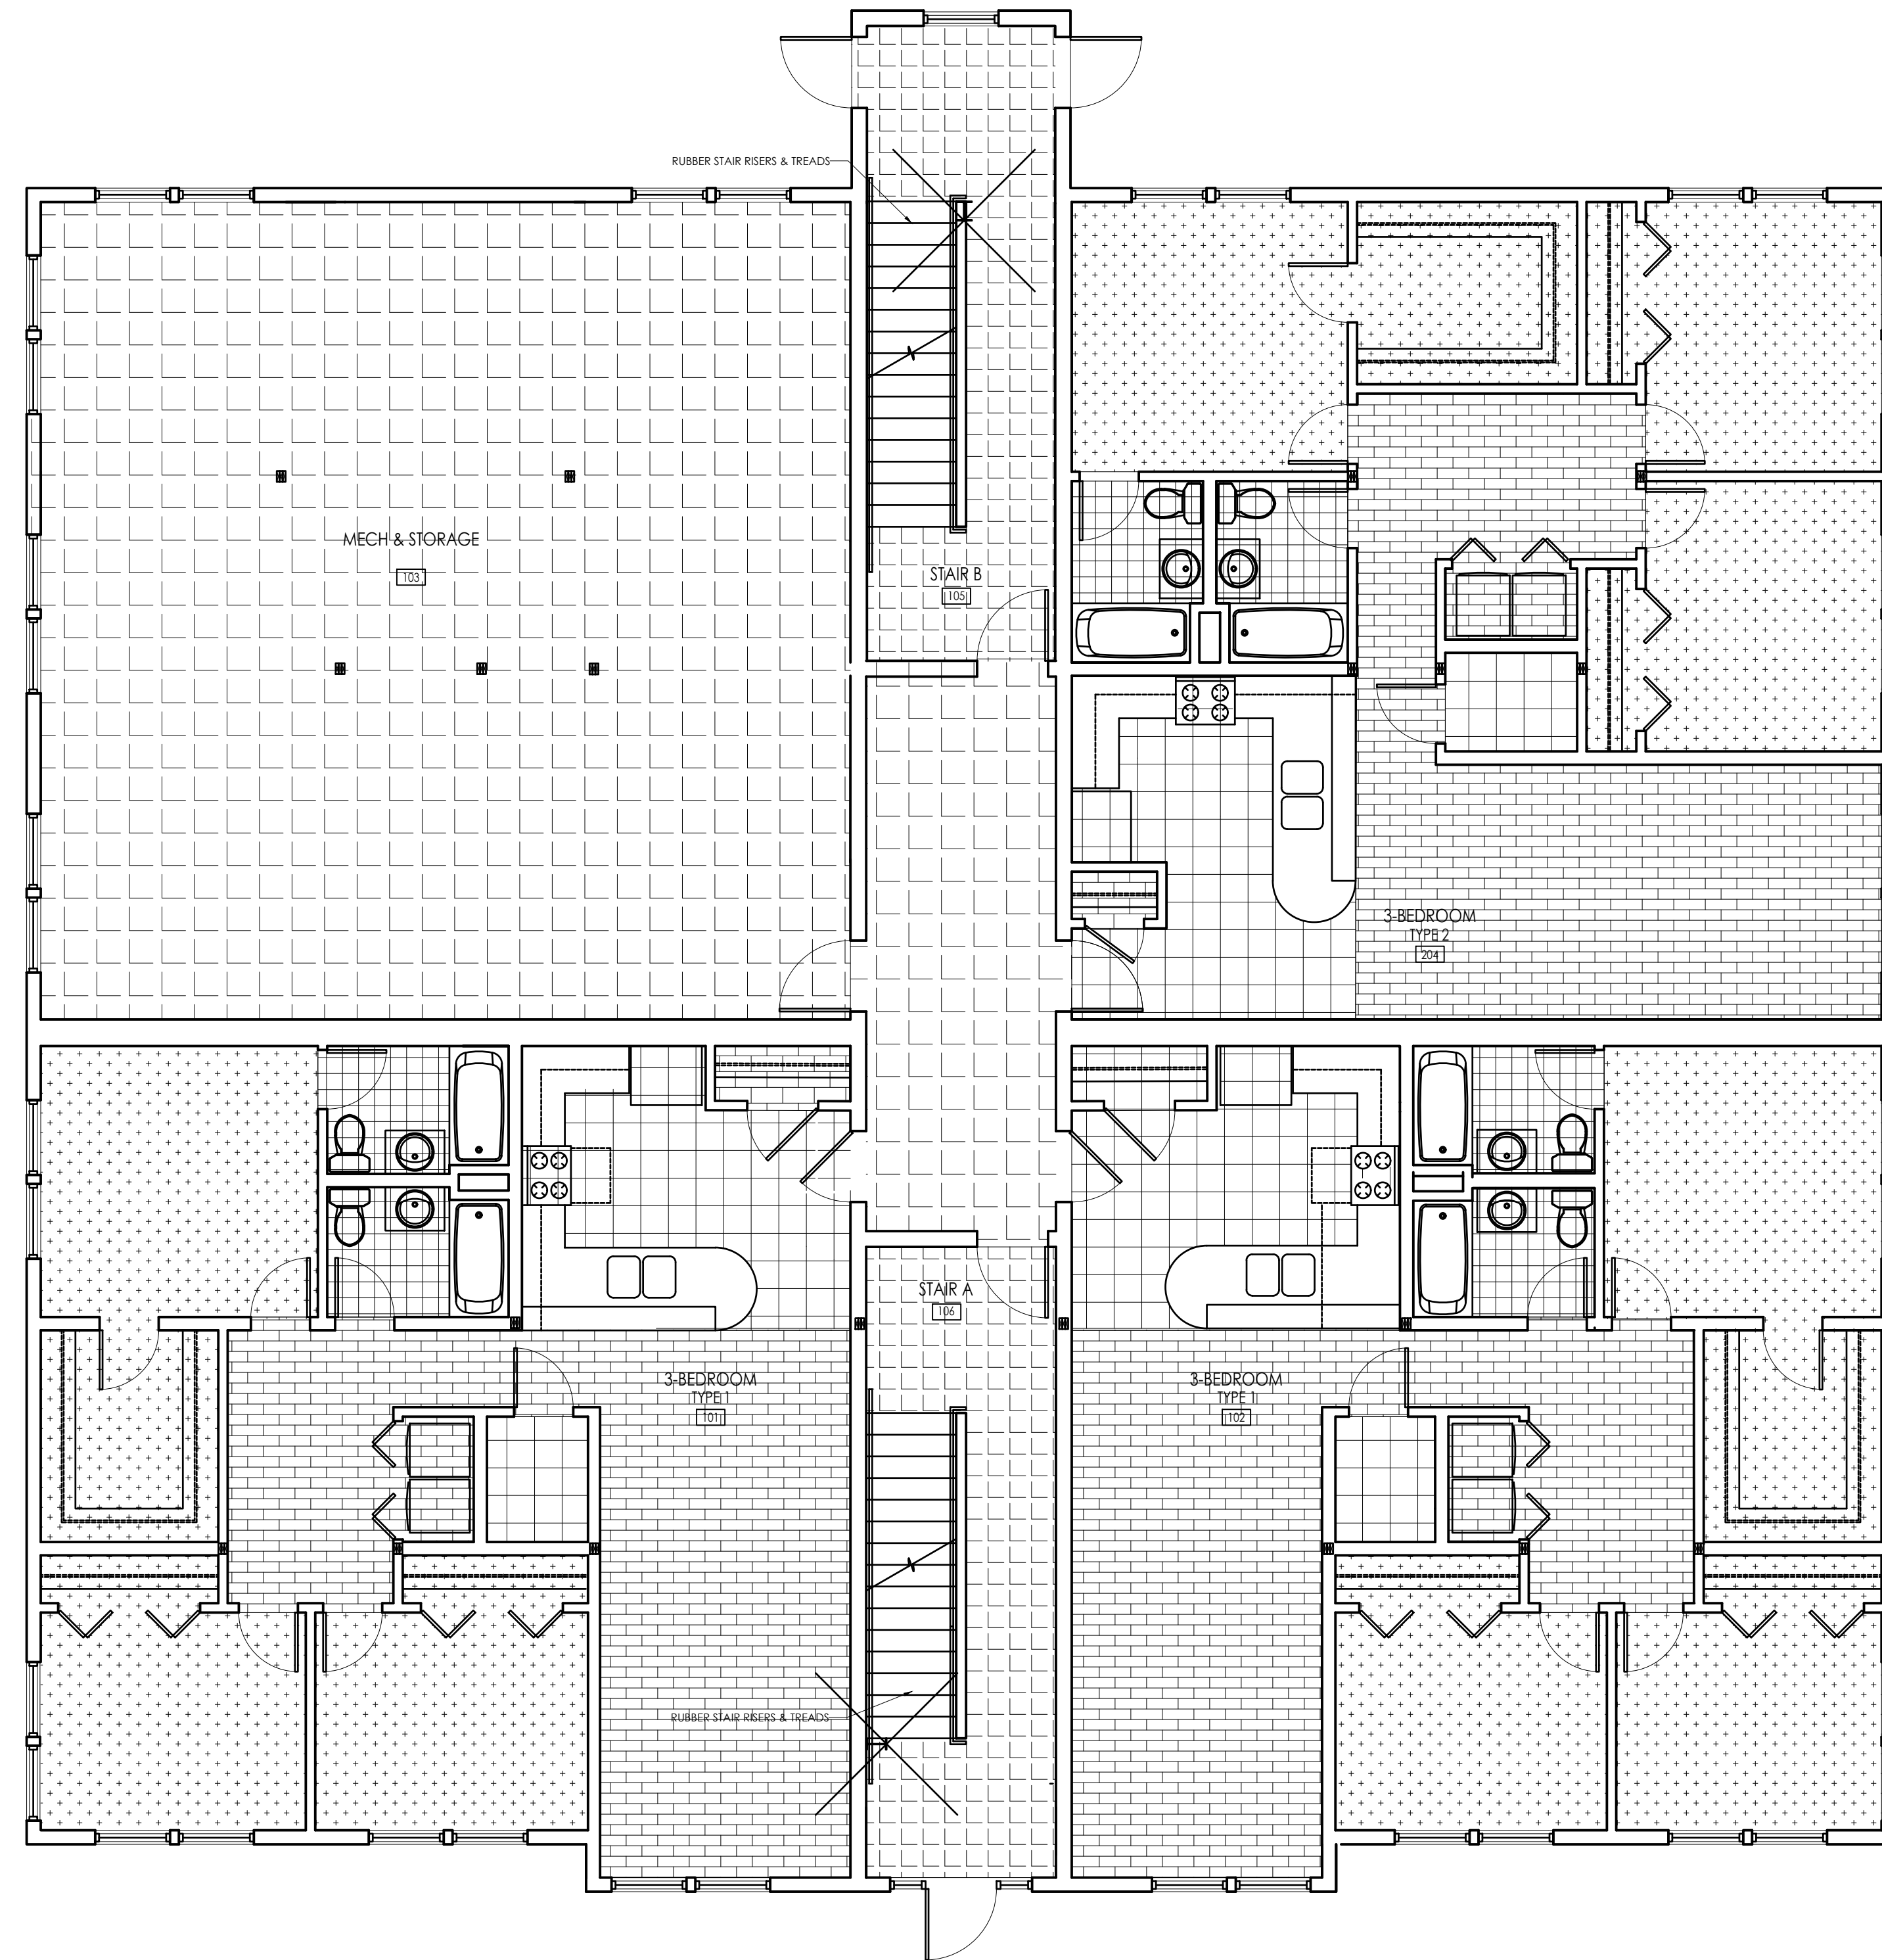 RUBBER STAIR RISERS & TREADS
MECH & STORAGE
103
STAIR B
105
3-BEDROOM
TYPE 2
204
STAIR A
106
3-BEDROOM
TYPE 1
101
3-BEDROOM
TYPE 1
102
RUBBER STAIR RISERS & TREADS